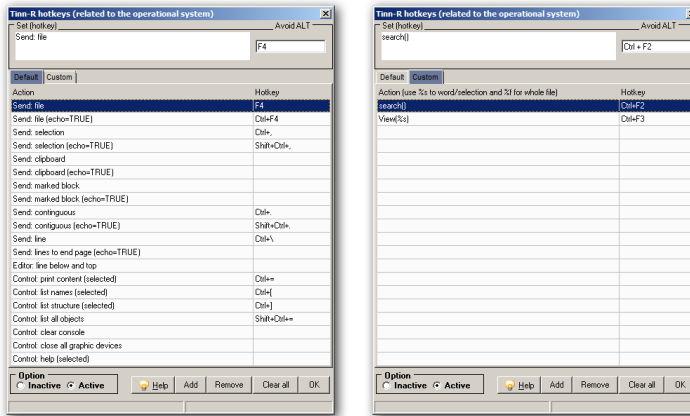 Tinn-R hotkeys (related to the operational system)
Set (hotkey) Avoid ALT
Send: file F4
Default Custom
Action Hotkey
Send: file F4
Send: file (echo=TRUE) Ctrl+F4
Send: selection Ctrl+,
Send: selection (echo=TRUE) Shift+Ctrl+,
Send: clipboard
Send: clipboard (echo=TRUE)
Send: marked block
Send: marked block (echo=TRUE)
Send: continguous Ctrl+.
Send: contiguous (echo=TRUE) Shift+Ctrl+.
Send: line Ctrl+\
Send: lines to end page (echo=TRUE)
Editor: line below and top
Control: print content (selected) Ctrl+=
Control: list names (selected) Ctrl+[
Control: list structure (selected) Ctrl+]
Control: list all objects Shift+Ctrl+=
Control: clear console
Control: close all graphic devices
Control: help (selected)
Option
Inactive Active Help Add Remove Clear all OK
Tinn-R hotkeys (related to the operational system)
Set (hotkey) Avoid ALT
search() Ctrl + F2
Default Custom
Action (use %s to word/selection and %f for whole file) Hotkey
search() Ctrl+F2
View(%s) Ctrl+F3
Option
Inactive Active Help Add Remove Clear all OK